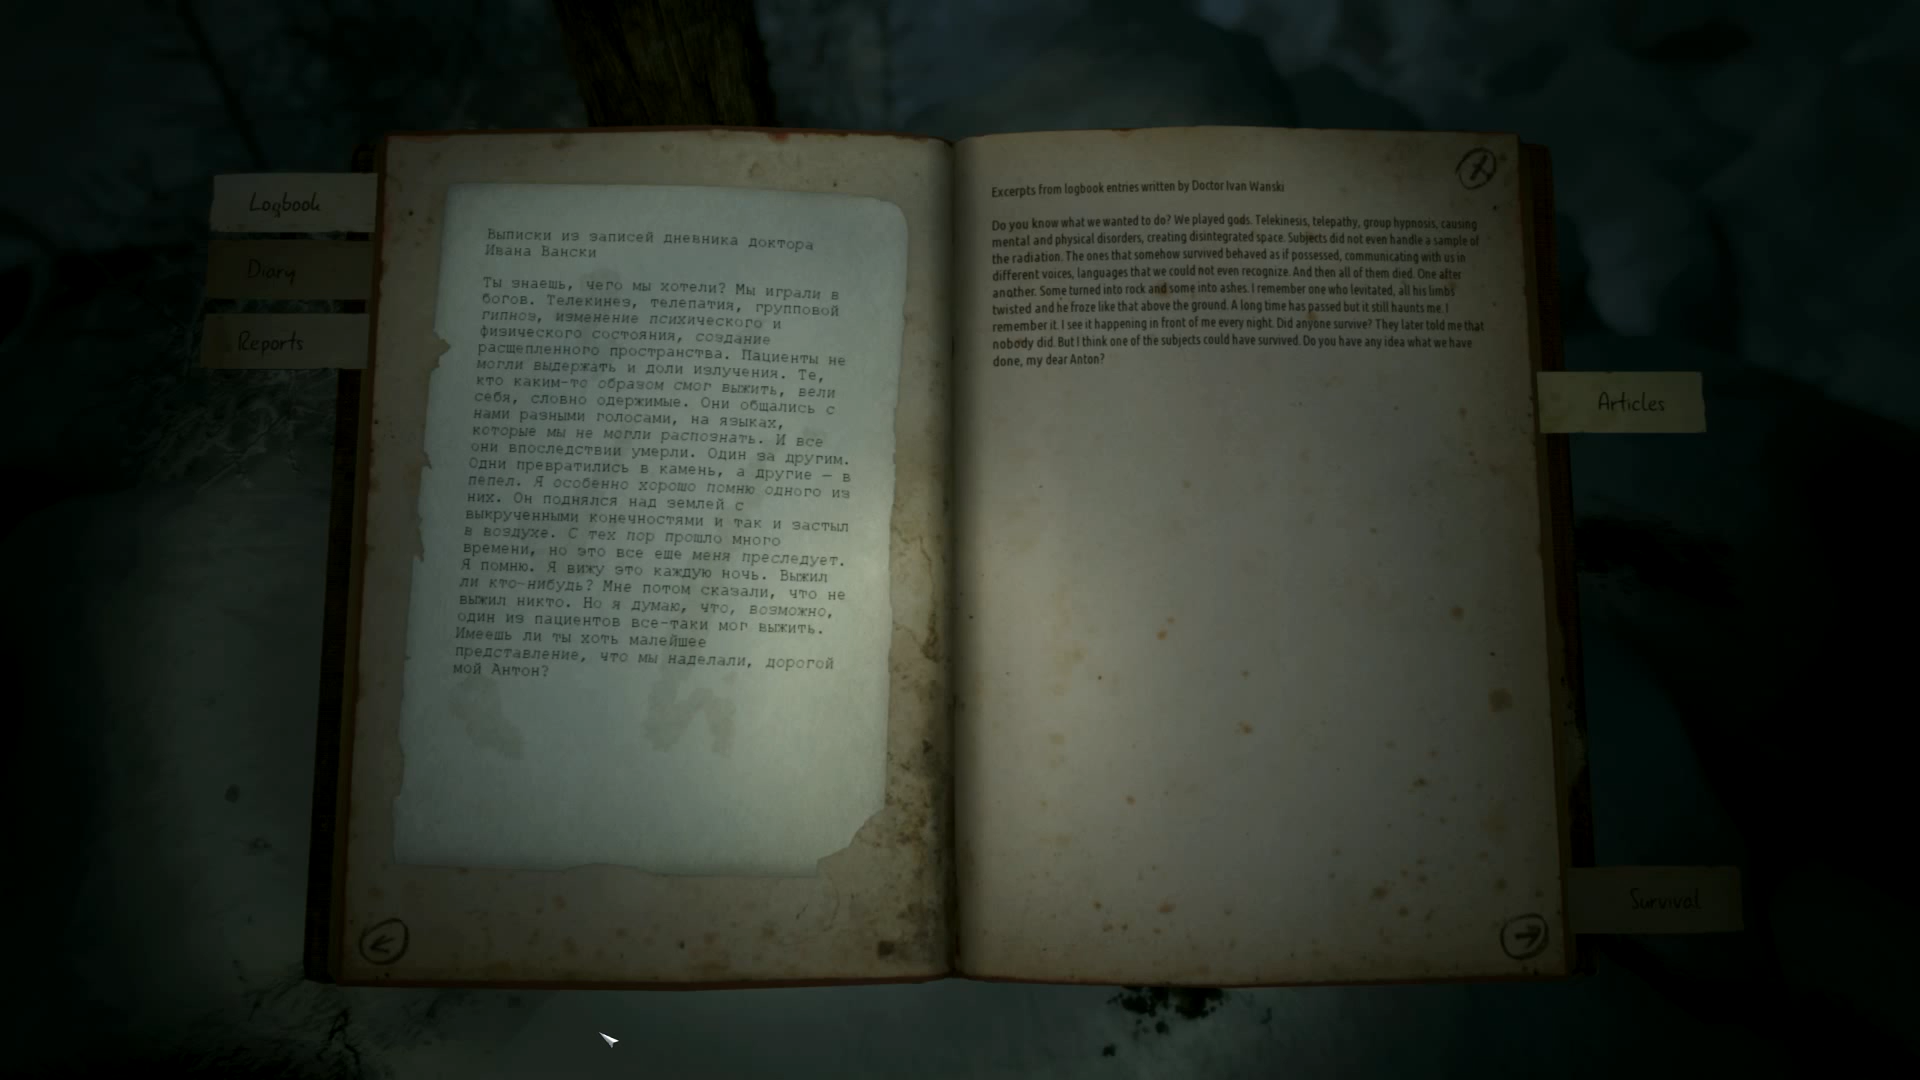 Logbook
Diary
Reports
Выписки из записей дневника доктора
Ивана Вански
Ты знаешь, чего мы хотели? Мы играли в
богов. Телекинез, телепатия, групповой
гипноз, изменение психического и
физического состояния, создание
расщепленного пространства. Пациенты не
могли выдержать и доли излучения. Те,
кто каким-то образом смог выжить, вели
себя, словно одержимые. Они общались с
нами разными голосами, на языках,
которые мы не могли распознать. И все
они впоследствии умерли. Один за другим.
Одни превратились в камень, а другие – в
пепел. Я особенно хорошо помню одного из
них. Он поднялся над землей с
выкрученными конечностями и так и застыл
в воздухе. С тех пор прошло много
времени, но это все еще меня преследует.
Я помню. Я вижу это каждую ночь. Выжил
ли кто-нибудь? Мне потом сказали, что не
выжил никто. Но я думаю, что, возможно,
один из пациентов все-таки мог выжить.
Имеешь ли ты хоть малейшее
представление, что мы наделали, дорогой
мой Антон?
Excerpts from logbook entries written by Doctor Ivan Wanski
Do you know what we wanted to do? We played gods. Telekinesis, telepathy, group hypnosis, causing
mental and physical disorders, creating disintegrated space. Subjects did not even handle a sample of
the radiation. The ones that somehow survived behaved as if possessed, communicating with us in
different voices, languages that we could not even recognize. And then all of them died. One after
another. Some turned into rock and some into ashes. I remember one who levitated, all his limbs
twisted and he froze like that above the ground. A long time has passed but it still haunts me. I
remember it. I see it happening in front of me every night. Did anyone survive? They later told me that
nobody did. But I think one of the subjects could have survived. Do you have any idea what we have
done, my dear Anton?
Articles
Survival